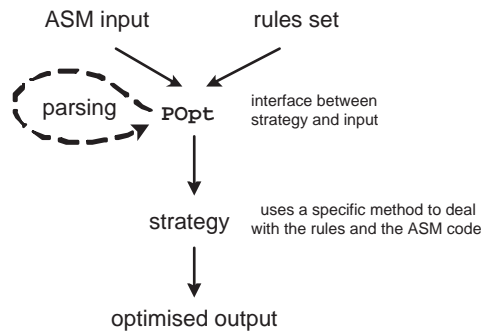 ASM input
rules set
parsing
POpt
interface between
strategy and input
strategy
uses a specific method to deal
with the rules and the ASM code
optimised output